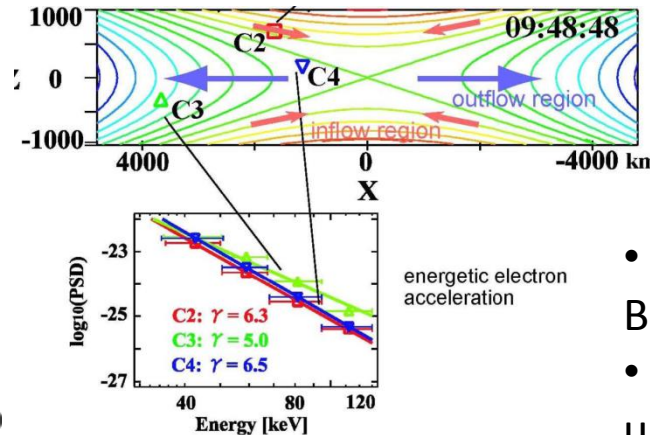 1000
C2
09:48:48
Z 0
C4
C3
outflow region
-1000
inflow region
4000 0 -4000 km
X
-23
-25
-27
log10(PSD)
C2: γ = 6.3
C3: γ = 5.0
C4: γ = 6.5
40 80 120
Energy [keV]
energetic electron
acceleration
•
B
•